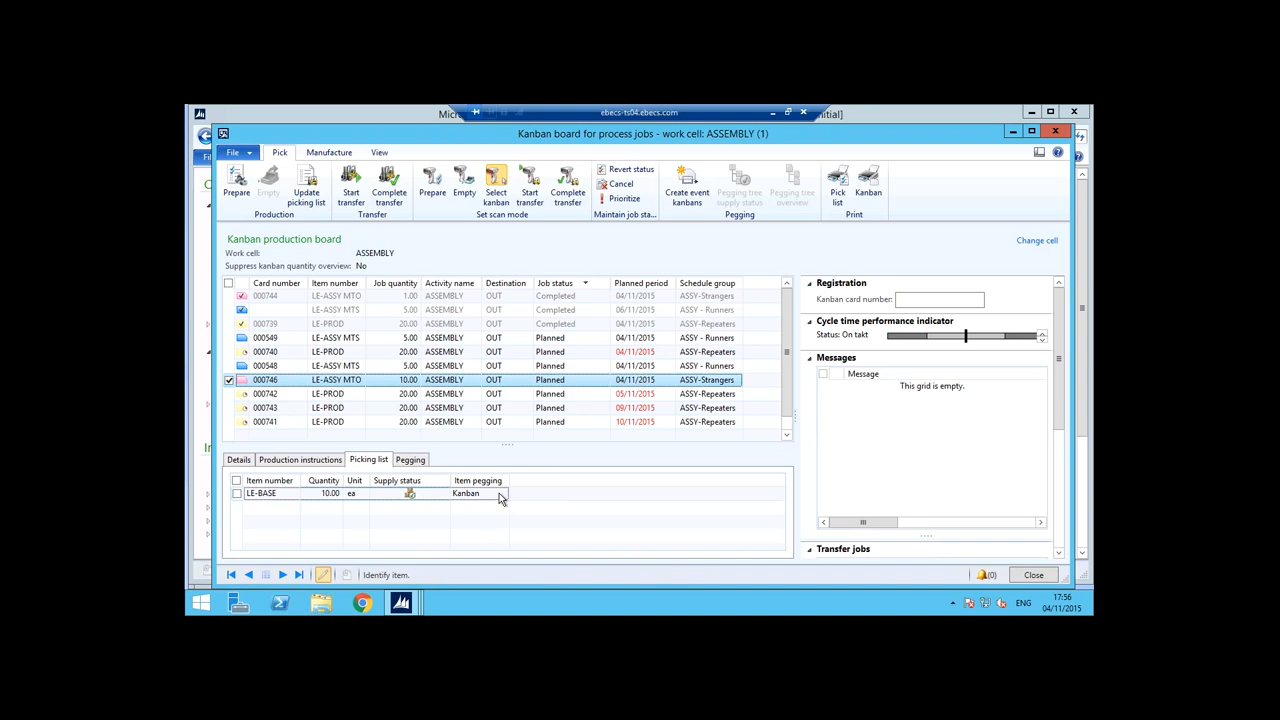 Micr
ebecs-ts04.ebecs.com
nitial]
Kanban board for process jobs - work cell: ASSEMBLY (1)
File Pick Manufacture View
Prepare Empty Update picking list Start transfer Complete transfer Prepare Empty Select kanban Start transfer Complete transfer Revert status Cancel Prioritize Create event kanbans Pegging tree supply status Pegging tree overview Pick list Kanban
Production Transfer Set scan mode Maintain job sta... Pegging Print
Kanban production board
Change cell
Work cell: ASSEMBLY
Suppress kanban quantity overview: No
Card number Item number Job quantity Activity name Destination Job status Planned period Schedule group
000744 LE-ASSY MTO 1.00 ASSEMBLY OUT Completed 04/11/2015 ASSY-Strangers
LE-ASSY MTS 5.00 ASSEMBLY OUT Completed 06/11/2015 ASSY - Runners
000739 LE-PROD 20.00 ASSEMBLY OUT Completed 04/11/2015 ASSY-Repeaters
000549 LE-ASSY MTS 5.00 ASSEMBLY OUT Planned 04/11/2015 ASSY - Runners
000740 LE-PROD 20.00 ASSEMBLY OUT Planned 04/11/2015 ASSY-Repeaters
000548 LE-ASSY MTS 5.00 ASSEMBLY OUT Planned 04/11/2015 ASSY - Runners
000746 LE-ASSY MTO 10.00 ASSEMBLY OUT Planned 04/11/2015 ASSY-Strangers
000742 LE-PROD 20.00 ASSEMBLY OUT Planned 05/11/2015 ASSY-Repeaters
000743 LE-PROD 20.00 ASSEMBLY OUT Planned 09/11/2015 ASSY-Repeaters
000741 LE-PROD 20.00 ASSEMBLY OUT Planned 10/11/2015 ASSY-Repeaters
Registration
Kanban card number:
Cycle time performance indicator
Status: On takt
Messages
Message
This grid is empty.
Transfer jobs
Details Production instructions Picking list Pegging
Item number Quantity Unit Supply status Item pegging
LE-BASE 10.00 ea Kanban
Identify item.
(0)
Close
ENG
17:56
04/11/2015